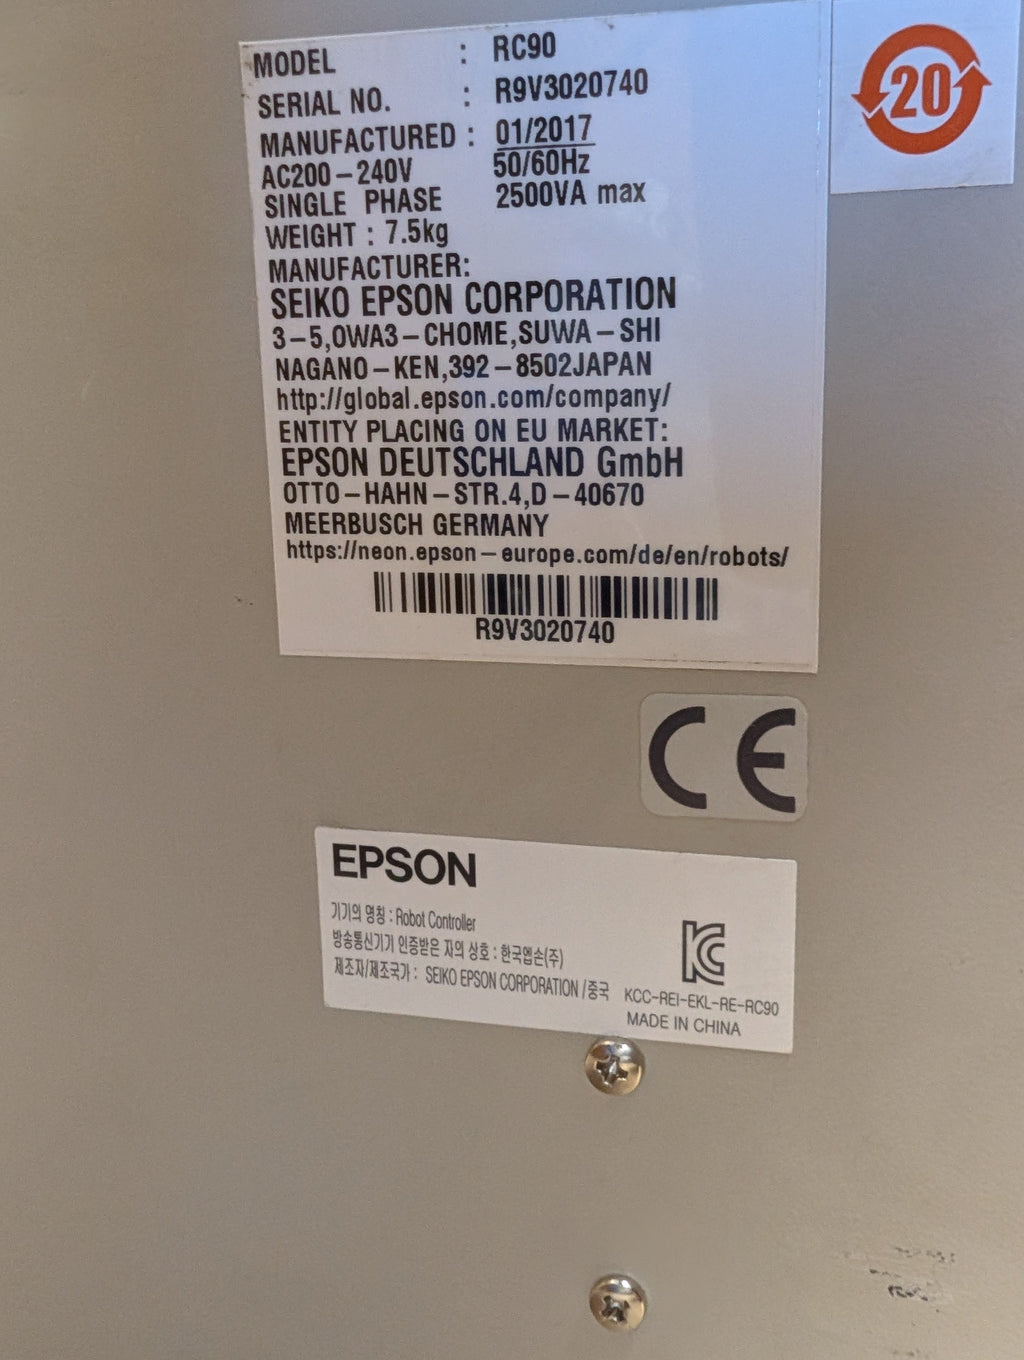 MODEL : RC90
SERIAL NO. : R9V3020740
MANUFACTURED : 01/2017
AC200-240V 50/60Hz
SINGLE PHASE 2500VA max
WEIGHT : 7.5kg
MANUFACTURER:
SEIKO EPSON CORPORATION
3-5,OWA3-CHOME,SUWA-SHI
NAGANO-KEN,392-8502JAPAN
http://global.epson.com/company/
ENTITY PLACING ON EU MARKET:
EPSON DEUTSCHLAND GmbH
OTTO-HAHN-STR.4,D-40670
MEERBUSCH GERMANY
https://neon.epson-europe.com/de/en/robots/
R9V3020740
20
CE
EPSON
기기의 명칭 : Robot Controller
방송통신기기 인증받은 자의 상호 : 한국엡손(주)
제조자/제조국가 : SEIKO EPSON CORPORATION /중국
KC
KCC-REI-EKL-RE-RC90
MADE IN CHINA